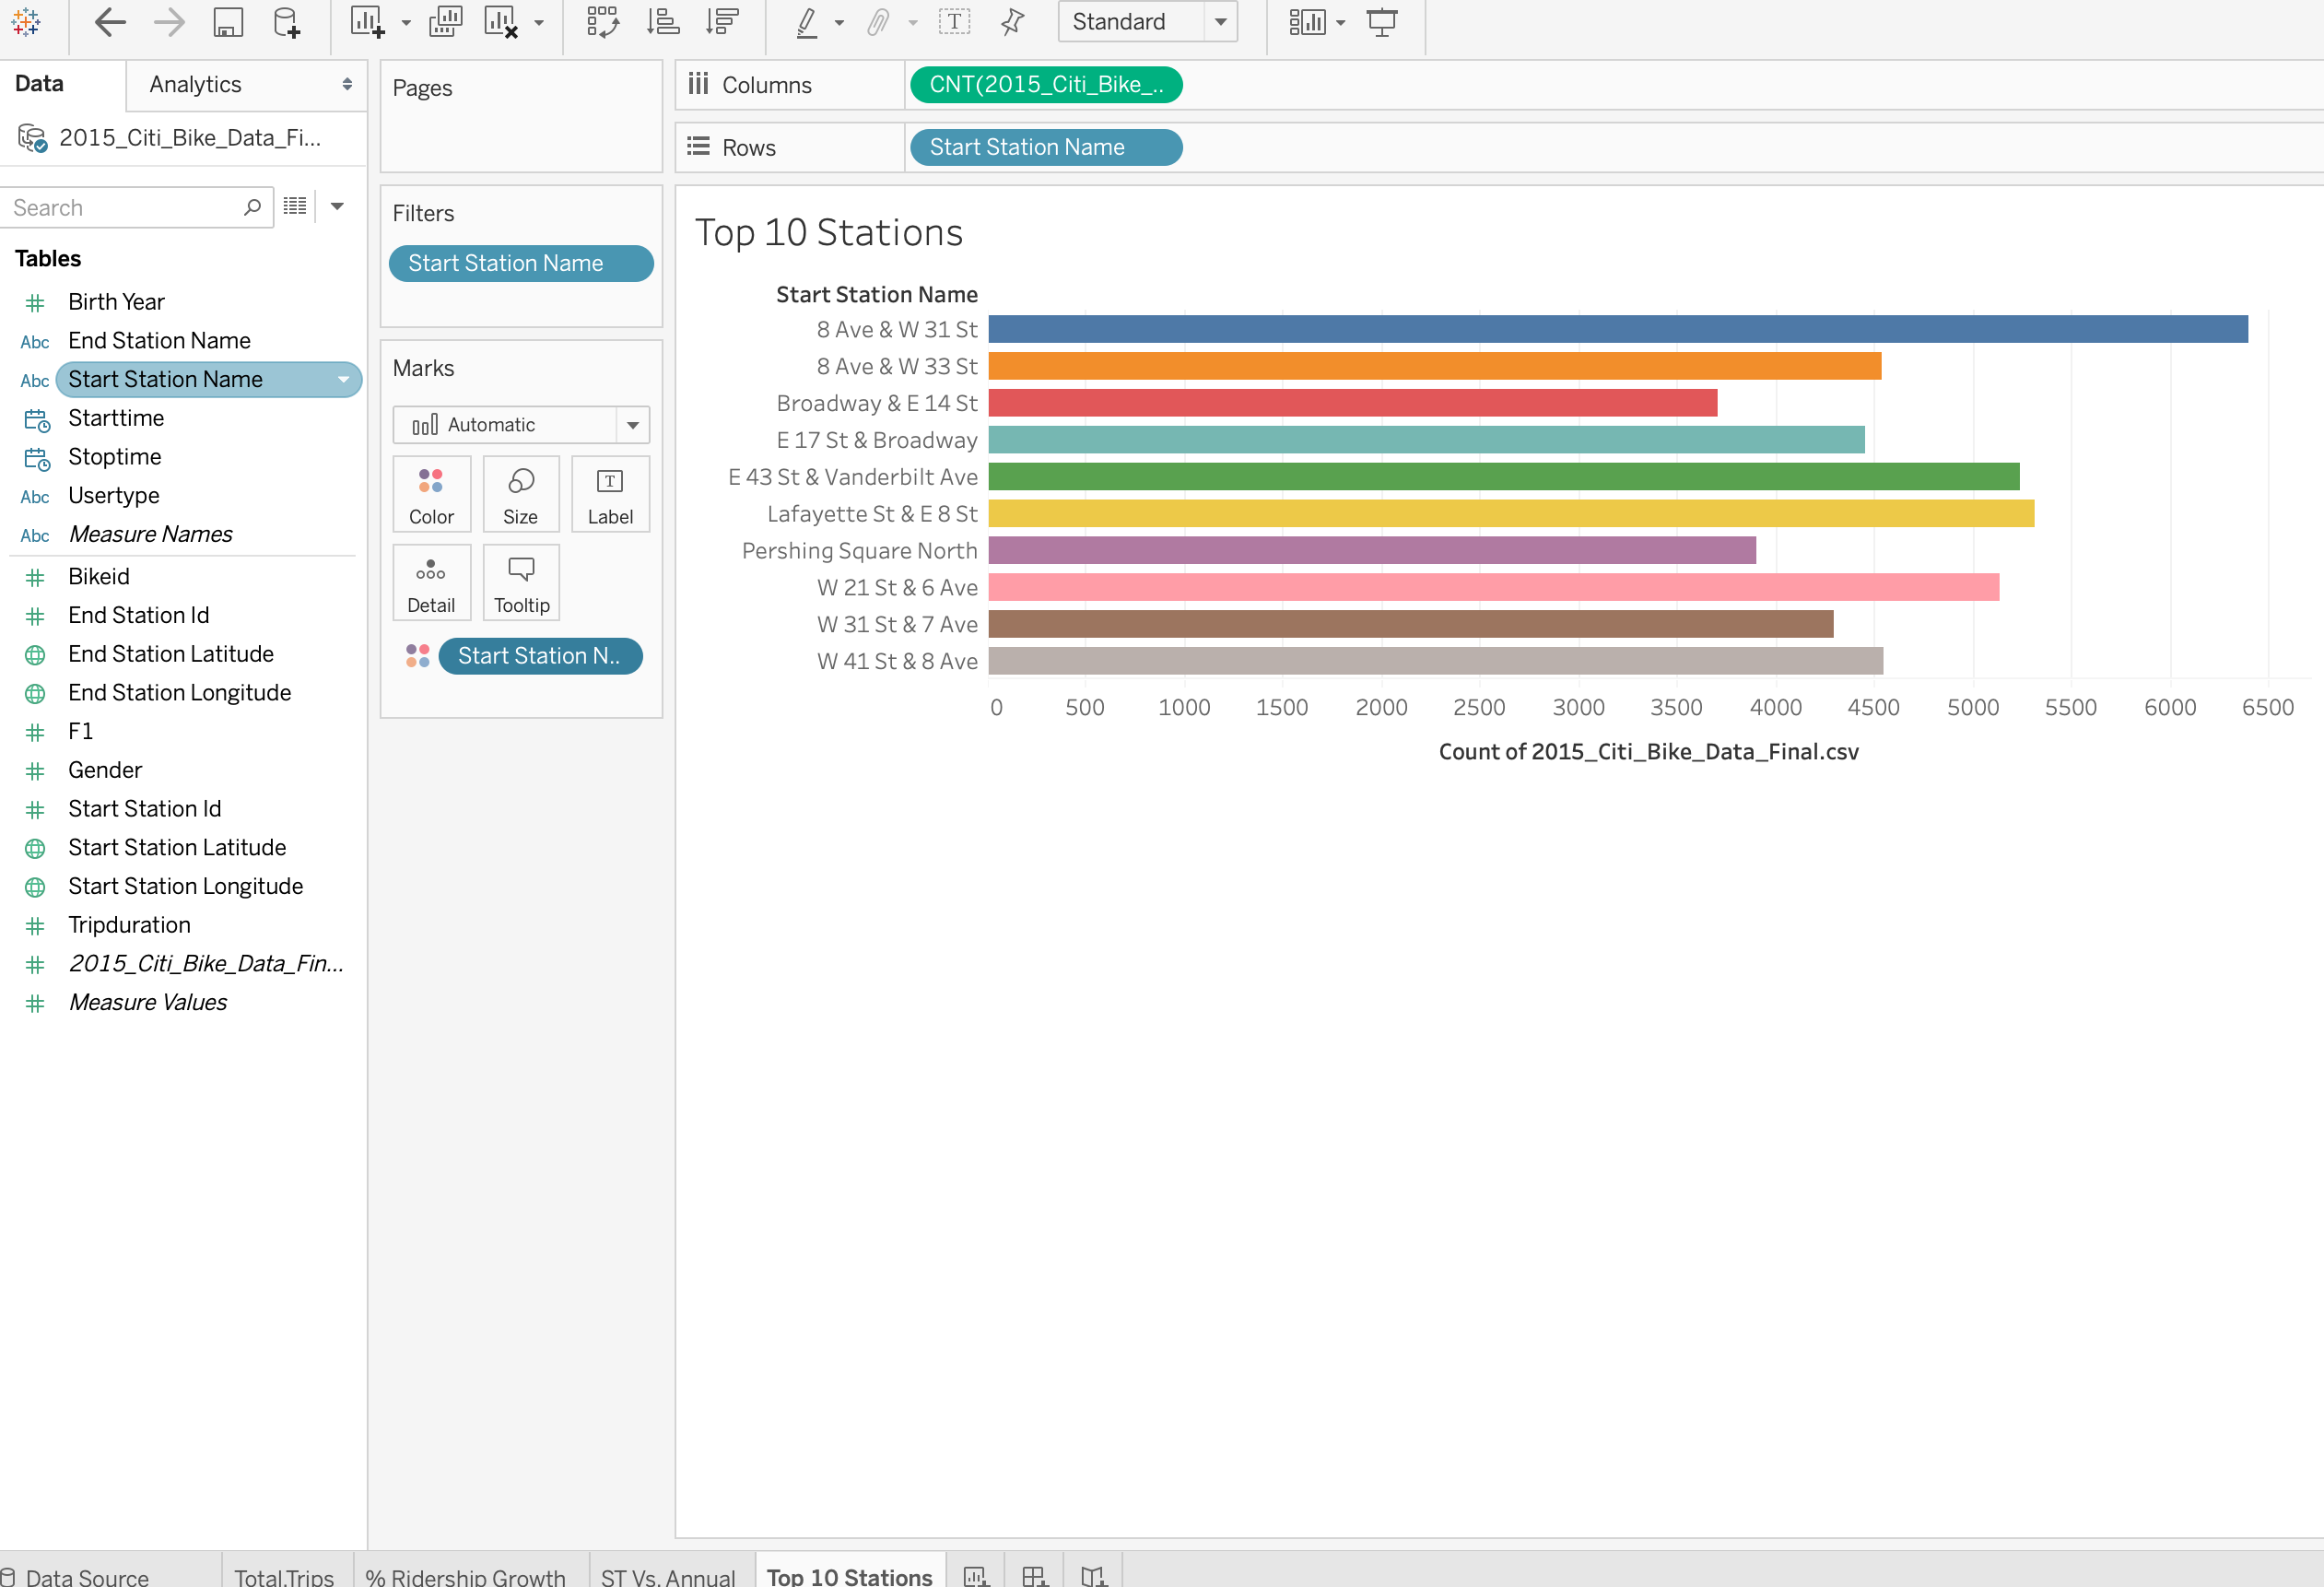 Standard
Data
Analytics
2015_Citi_Bike_Data_Fi...
Search
Tables
Birth Year
Abc End Station Name
Abc Start Station Name
Starttime
Stoptime
Abc Usertype
Abc Measure Names
Bikeid
End Station Id
End Station Latitude
End Station Longitude
F1
Gender
Start Station Id
Start Station Latitude
Start Station Longitude
Tripduration
2015_Citi_Bike_Data_Fin...
Measure Values
Pages
Filters
Start Station Name
Marks
Automatic
Color Size Label
Detail Tooltip
Start Station N..
Columns CNT(2015_Citi_Bike_..
Rows Start Station Name
Top 10 Stations
Start Station Name
8 Ave & W 31 St
8 Ave & W 33 St
Broadway & E 14 St
E 17 St & Broadway
E 43 St & Vanderbilt Ave
Lafayette St & E 8 St
Pershing Square North
W 21 St & 6 Ave
W 31 St & 7 Ave
W 41 St & 8 Ave
0 500 1000 1500 2000 2500 3000 3500 4000 4500 5000 5500 6000 6500
Count of 2015_Citi_Bike_Data_Final.csv
Data Source Total.Trips % Ridership Growth ST Vs. Annual Top 10 Stations